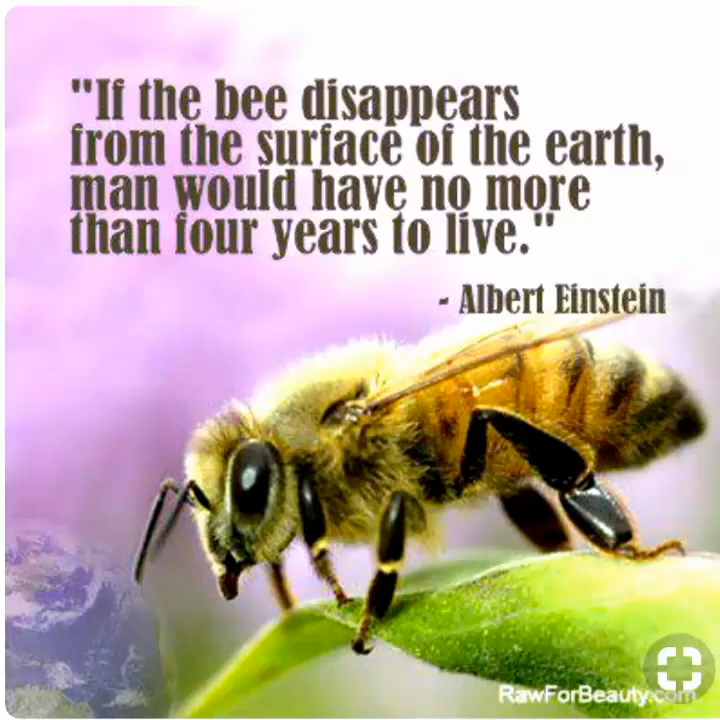 "If the bee disappears
from the surface of the earth,
man would have no more
than four years to live."
- Albert Einstein
RawForBeauty.com